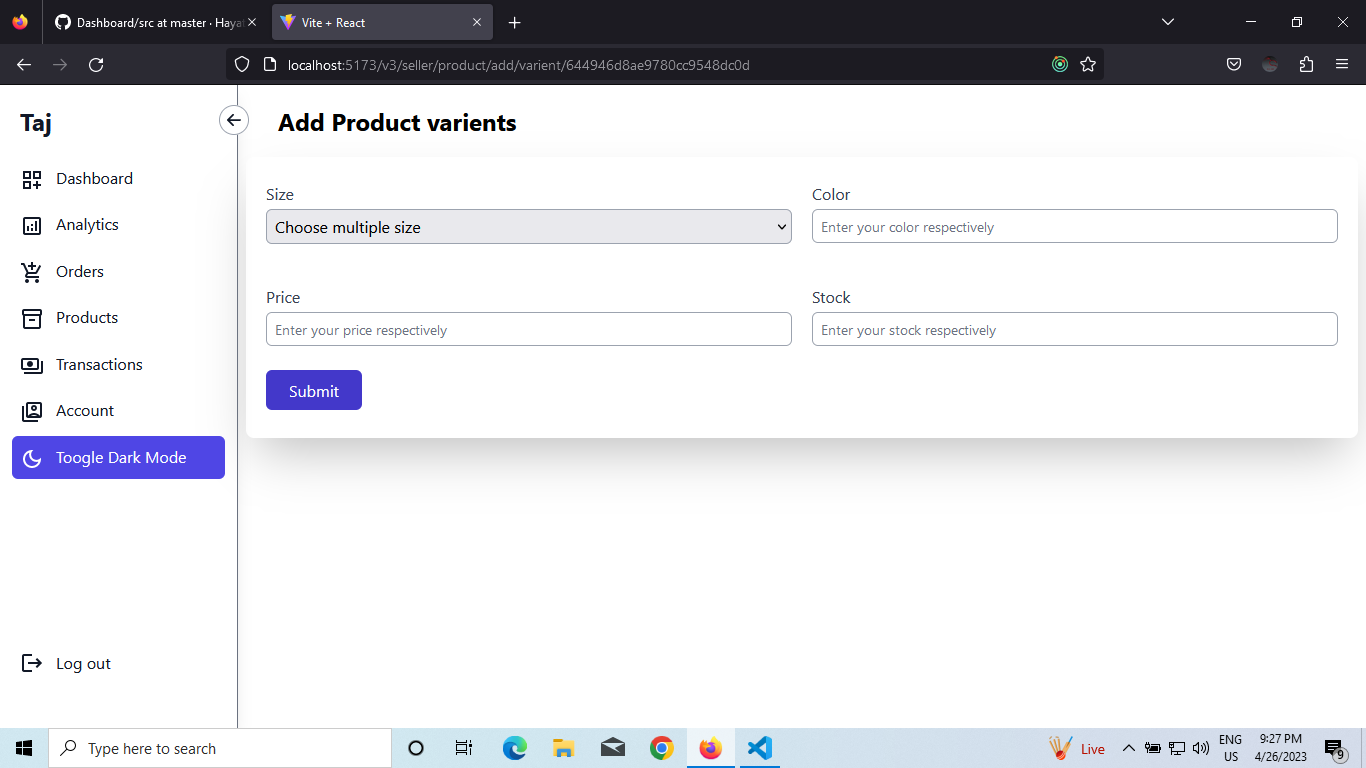 Dashboard/src at master · Haya
Vite + React
localhost:5173/v3/seller/product/add/varient/644946d8ae9780cc9548dc0d
Taj
Dashboard
Analytics
Orders
Products
Transactions
Account
Toogle Dark Mode
Log out
Add Product varients
Size
Color
Choose multiple size
Enter your color respectively
Price
Stock
Enter your price respectively
Enter your stock respectively
Submit
Type here to search
Live
ENG
US
9:27 PM
4/26/2023
9